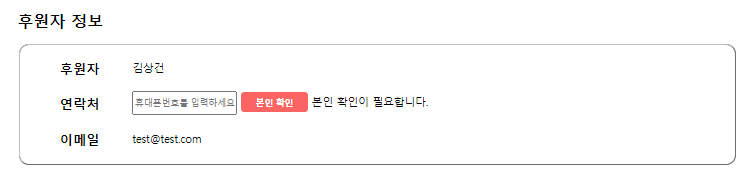 후원자 정보
후원자 김상건
연락처 휴대폰번호를 입력하세요 본인 확인 본인 확인이 필요합니다.
이메일 test@test.com